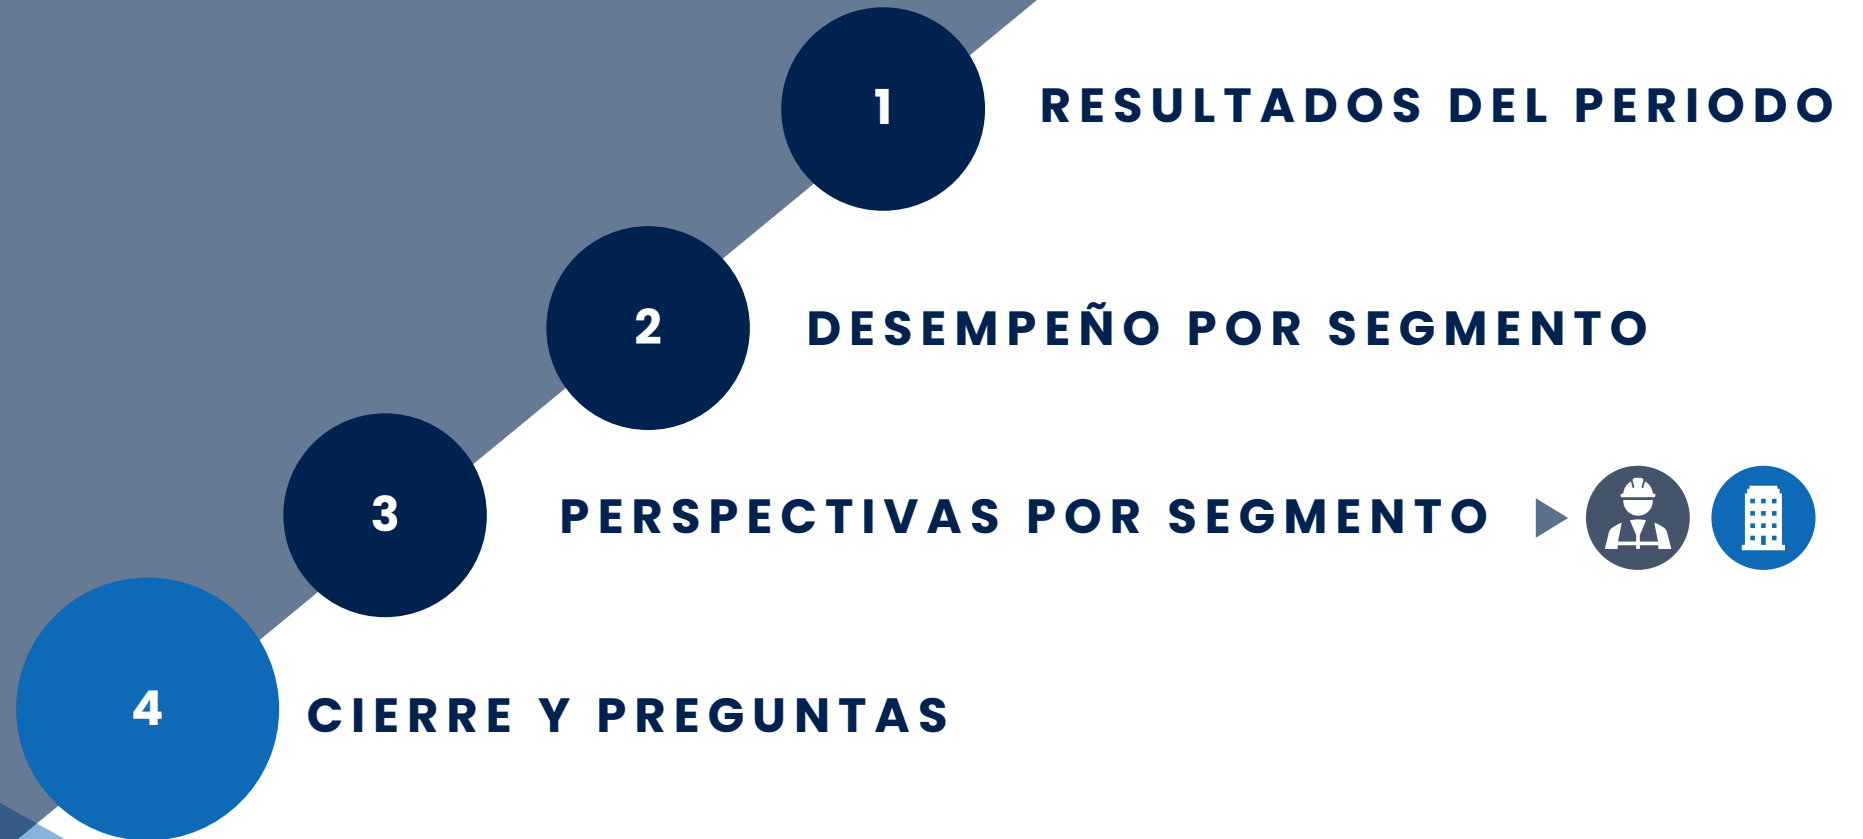 1 RESULTADOS DEL PERIODO
2 DESEMPEÑO POR SEGMENTO
3 PERSPECTIVAS POR SEGMENTO
4 CIERRE Y PREGUNTAS